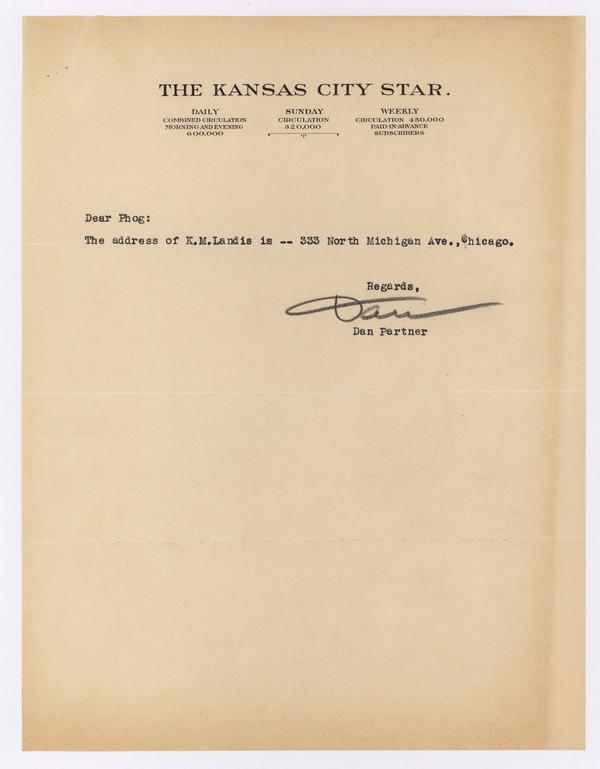 THE KANSAS CITY STAR.
DAILY
COMBINED CIRCULATION
MORNING AND EVENING
600,000
SUNDAY
CIRCULATION
320,000
WEEKLY
CIRCULATION 450,000
PAID-IN-ADVANCE
SUBSCRIBERS
Dear Phog:
The address of K.M.Landis is -- 333 North Michigan Ave.,Chicago.
Regards,
Dan
Dan Partner